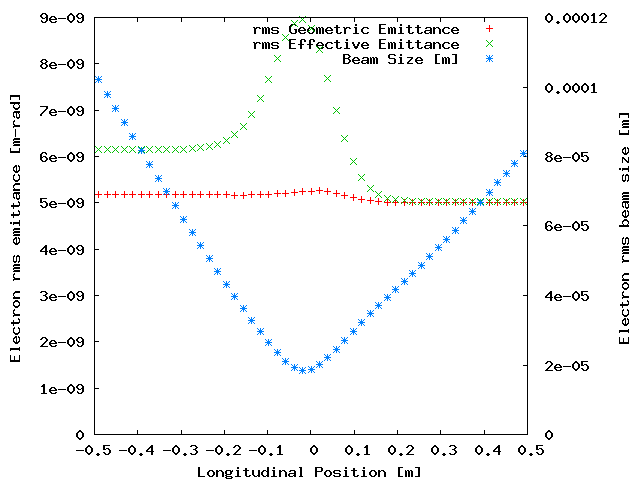 9e-09
8e-09
7e-09
6e-09
5e-09
4e-09
3e-09
2e-09
1e-09
0
Electron rms emittance [m-rad]
rms Geometric Emittance
rms Effective Emittance
Beam Size [m]
0.00012
0.0001
8e-05
6e-05
4e-05
2e-05
0
Electron rms beam size [m]
-0.5 -0.4 -0.3 -0.2 -0.1 0 0.1 0.2 0.3 0.4 0.5
Longitudinal Position [m]